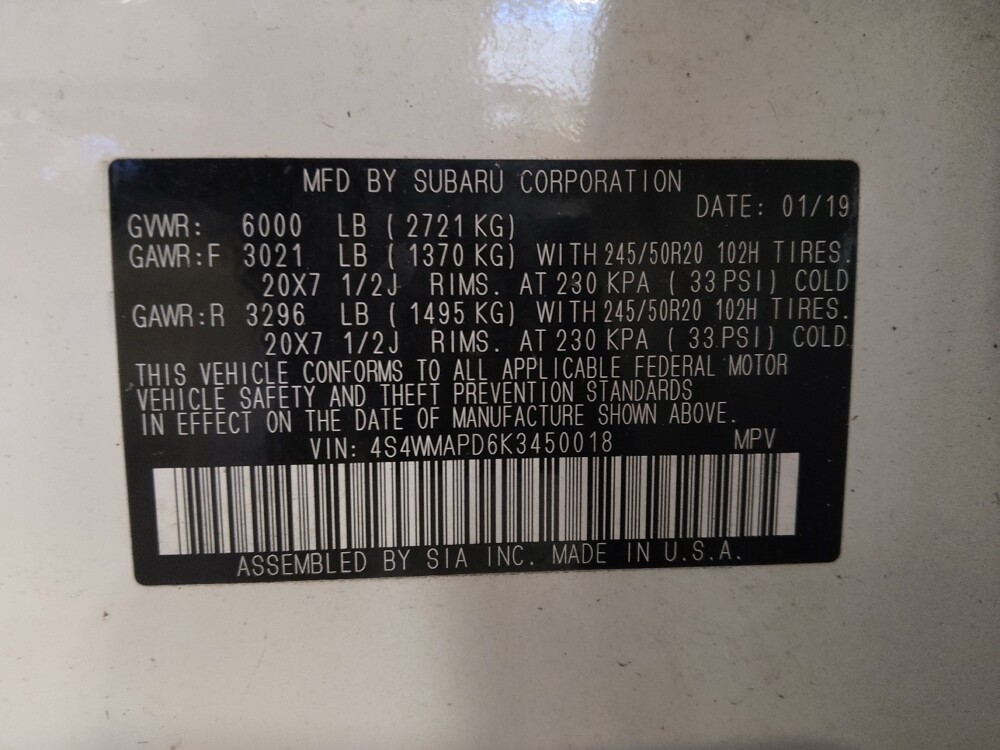 MFD BY SUBARU CORPORATION
DATE: 01/19
GVWR: 6000 LB ( 2721 KG)
GAWR:F 3021 LB ( 1370 KG) WITH 245/50R20 102H TIRES.
20X7 1/2J RIMS. AT 230 KPA ( 33 PSI) COLD
GAWR:R 3296 LB ( 1495 KG) WITH 245/50R20 102H TIRES.
20X7 1/2J RIMS. AT 230 KPA ( 33 PSI) COLD.
THIS VEHICLE CONFORMS TO ALL APPLICABLE FEDERAL MOTOR
VEHICLE SAFETY AND THEFT PREVENTION STANDARDS
IN EFFECT ON THE DATE OF MANUFACTURE SHOWN ABOVE.
VIN: 4S4WMAPD6K3450018 MPV
ASSEMBLED BY SIA INC. MADE IN U.S.A.